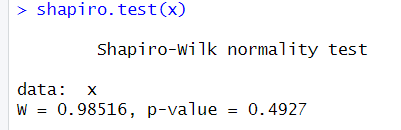 > shapiro.test(x)
Shapiro-Wilk normality test
data:  x
W = 0.98516, p-value = 0.4927